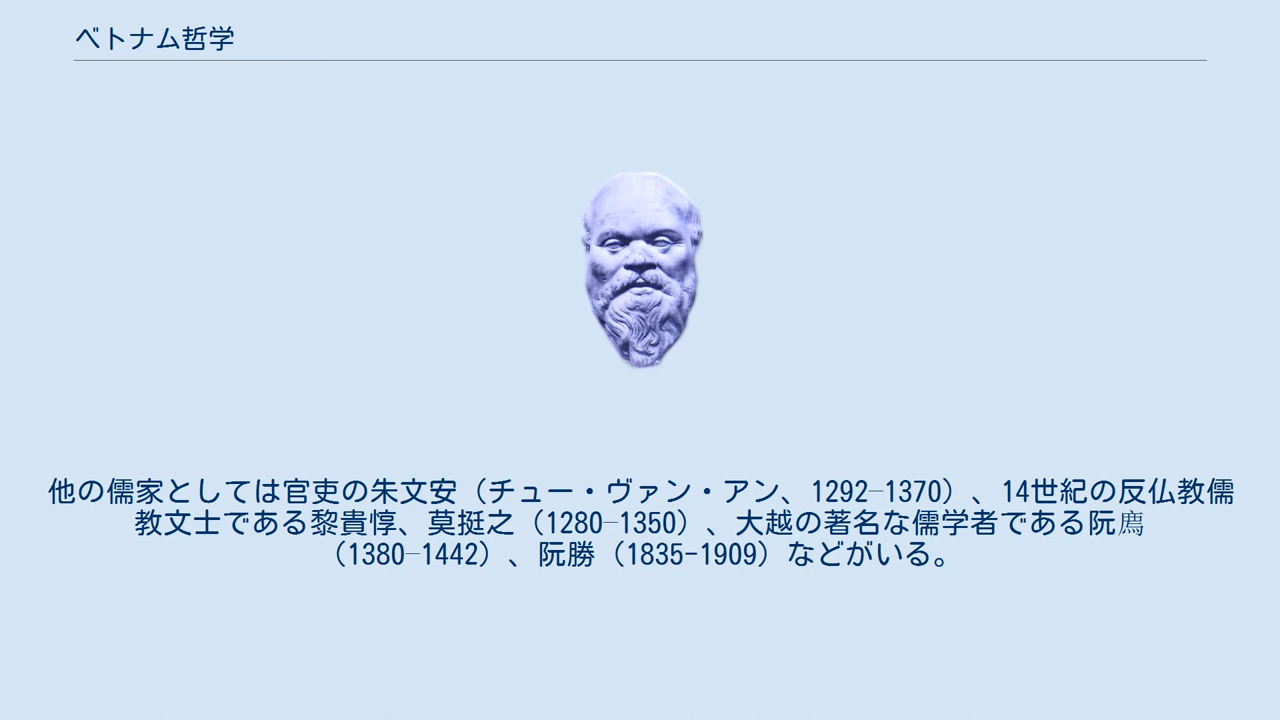 ベトナム哲学
他の儒家としては官吏の朱文安（チュー・ヴァン・アン、1292–1370）、14世紀の反仏教儒
教文士である黎貴惇、莫挺之（1280–1350）、大越の著名な儒学者である阮廌
（1380–1442）、阮勝（1835-1909）などがいる。